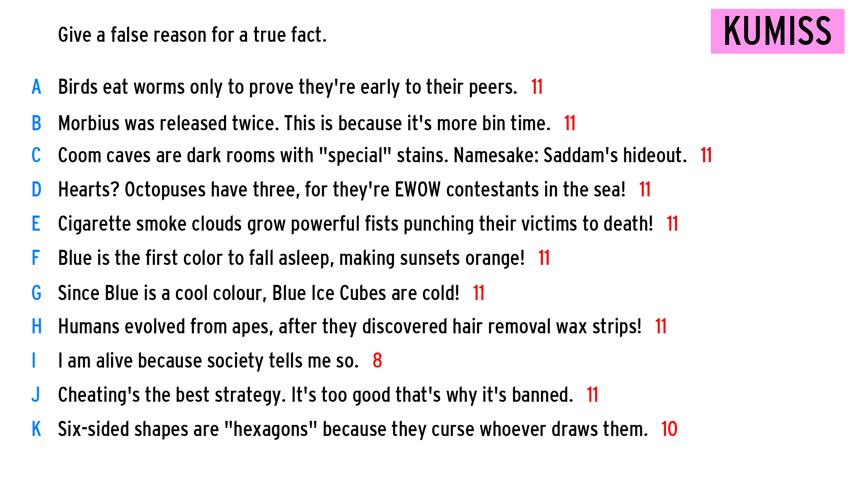 Give a false reason for a true fact.
KUMISS
A Birds eat worms only to prove they're early to their peers. 11
B Morbius was released twice. This is because it's more bin time. 11
C Coom caves are dark rooms with "special" stains. Namesake: Saddam's hideout. 11
D Hearts? Octopuses have three, for they're EWOW contestants in the sea! 11
E Cigarette smoke clouds grow powerful fists punching their victims to death! 11
F Blue is the first color to fall asleep, making sunsets orange! 11
G Since Blue is a cool colour, Blue Ice Cubes are cold! 11
H Humans evolved from apes, after they discovered hair removal wax strips! 11
I I am alive because society tells me so. 8
J Cheating's the best strategy. It's too good that's why it's banned. 11
K Six-sided shapes are "hexagons" because they curse whoever draws them. 10